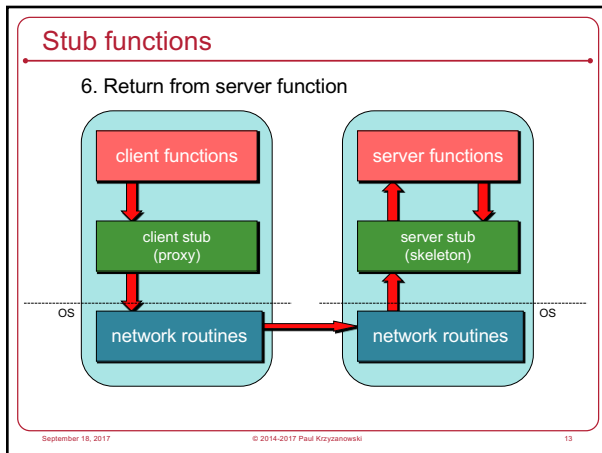 Stub functions
6. Return from server function
client functions
server functions
client stub
(proxy)
server stub
(skeleton)
OS
OS
network routines
network routines
September 18, 2017
© 2014-2017 Paul Krzyzanowski
13